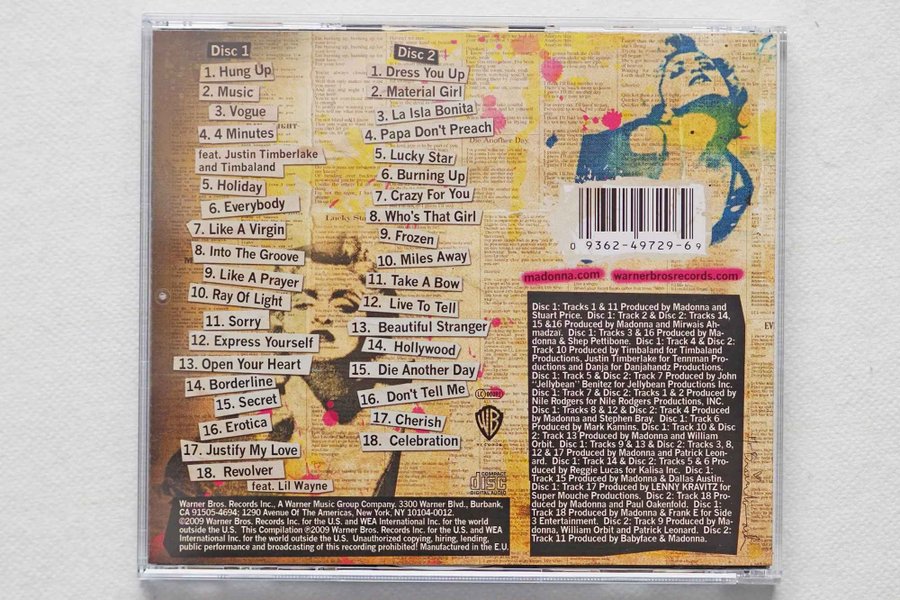 Disc 1
1. Hung Up
2. Music
3. Vogue
4. 4 Minutes
feat. Justin Timberlake
and Timbaland
5. Holiday
6. Everybody
7. Like A Virgin
8. Into The Groove
9. Like A Prayer
10. Ray Of Light
11. Sorry
12. Express Yourself
13. Open Your Heart
14. Borderline
15. Secret
16. Erotica
17. Justify My Love
18. Revolver
feat. Lil Wayne
Disc 2
1. Dress You Up
2. Material Girl
3. La Isla Bonita
4. Papa Don't Preach
5. Lucky Star
6. Burning Up
7. Crazy For You
8. Who's That Girl
9. Frozen
10. Miles Away
11. Take A Bow
12. Live To Tell
13. Beautiful Stranger
14. Hollywood
15. Die Another Day
16. Don't Tell Me
17. Cherish
18. Celebration
Die Another Day
Lucky Star
0 9362-49729-6 9
madonna.com warnerbrosrecords.com
Disc 1: Tracks 1 & 11 Produced by Madonna and
Stuart Price. Disc 1: Track 2 & Disc 2: Tracks 14,
15 &16 Produced by Madonna and Mirwais Ah-
madzaï. Disc 1: Tracks 3 & 16 Produced by Ma-
donna & Shep Pettibone. Disc 1: Track 4 & Disc 2:
Track 10 Produced by Timbaland for Timbaland
Productions, Justin Timberlake for Tennman Pro-
ductions and Danja for Danjahandz Productions.
Disc 1: Track 5 & Disc 2: Track 7 Produced by John
"Jellybean" Benitez for Jellybean Productions Inc.
Disc 1: Track 7 & Disc 2: Tracks 1 & 2 Produced by
Nile Rodgers for Nile Rodgers Productions, INC.
Disc 1: Tracks 8 & 12 & Disc 2: Track 4 Produced
by Madonna and Stephen Bray. Disc 1: Track 6
Produced by Mark Kamins. Disc 1: Track 10 & Disc
2: Track 13 Produced by Madonna and William
Orbit. Disc 1: Tracks 9 & 13 & Disc 2: Tracks 3, 8,
12 & 17 Produced by Madonna and Patrick Leon-
ard. Disc 1: Track 14 & Disc 2: Tracks 5 & 6 Pro-
duced by Reggie Lucas for Kalisa Inc. Disc 1:
Track 15 Produced by Madonna & Dallas Austin.
Disc 1: Track 17 Produced by LENNY KRAVITZ for
Super Mouche Productions. Disc 2: Track 18 Pro-
duced by Madonna and Paul Oakenfold. Disc 1:
Track 18 Produced by Madonna & Frank E for Side
3 Entertainment. Disc 2: Track 9 Produced by Ma-
donna, William Orbit and Patrick Leonard. Disc 2:
Track 11 Produced by Babyface & Madonna.
WB
COMPACT
disc
DIGITAL AUDIO
Warner Bros. Records Inc., A Warner Music Group Company. 3300 Warner Blvd., Burbank,
CA 91505-4694; 1290 Avenue Of The Americas, New York, NY 10104-0012.
©2009 Warner Bros. Records Inc. for the U.S. and WEA International Inc. for the world
outside the U.S. This Compilation ℗2009 Warner Bros. Records Inc. for the U.S. and WEA
International Inc. for the world outside the U.S. Unauthorized copying, hiring, lending,
public performance and broadcasting of this recording prohibited! Manufactured in the E.U.